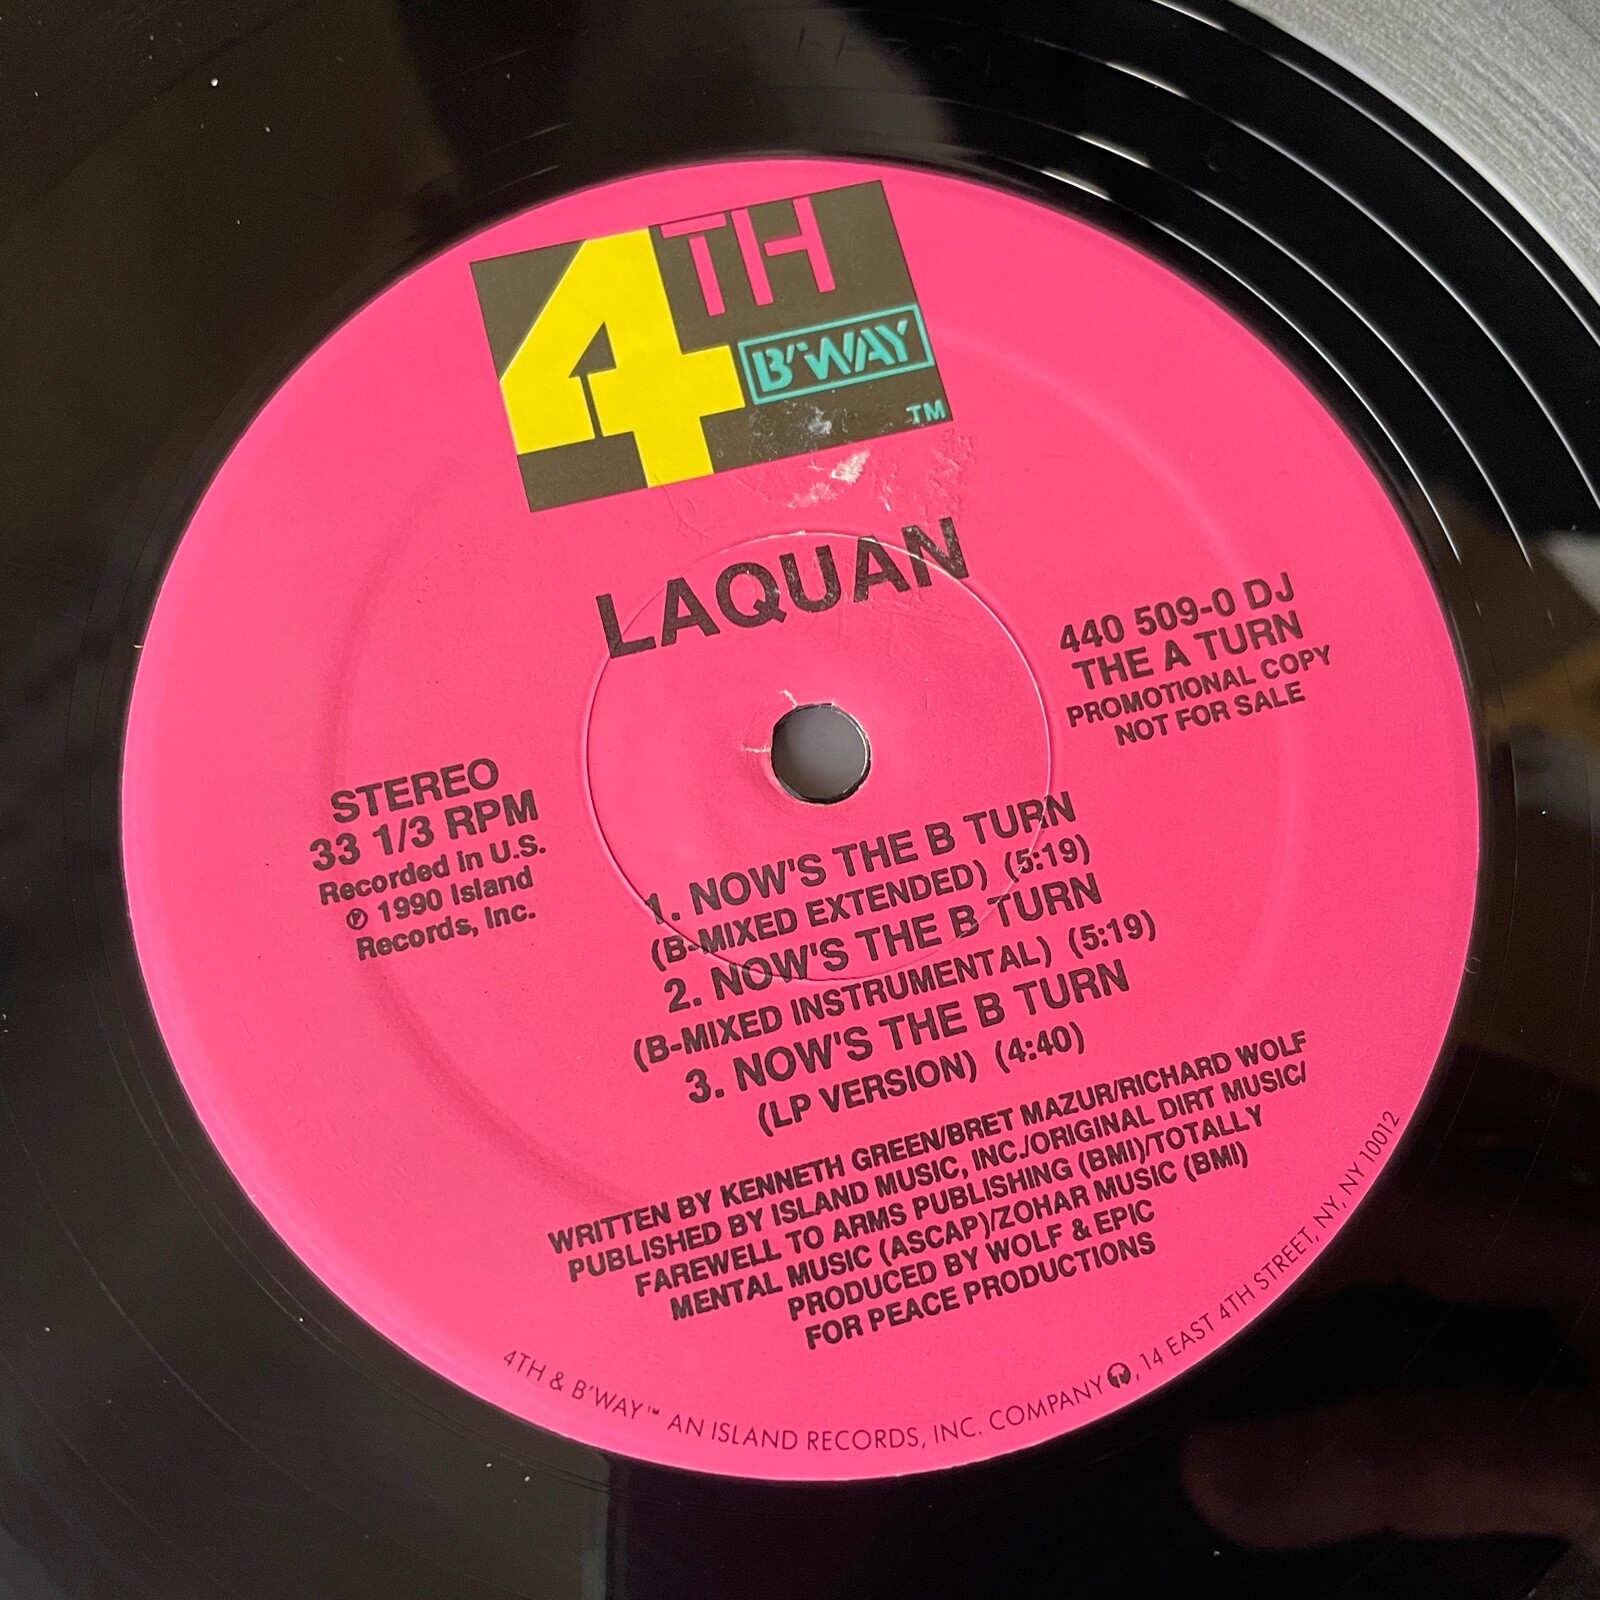 4TH
B'WAY
TM
LAQUAN
440 509-0 DJ
THE A TURN
PROMOTIONAL COPY
NOT FOR SALE
STEREO
33 1/3 RPM
Recorded in U.S.
℗ 1990 Island
Records, Inc.
1. NOW'S THE B TURN
(B-MIXED EXTENDED) (5:19)
2. NOW'S THE B TURN
(B-MIXED INSTRUMENTAL) (5:19)
3. NOW'S THE B TURN
(LP VERSION) (4:40)
WRITTEN BY KENNETH GREEN/BRET MAZUR/RICHARD WOLF
PUBLISHED BY ISLAND MUSIC, INC./ORIGINAL DIRT MUSIC/
FAREWELL TO ARMS PUBLISHING (BMI)/TOTALLY
MENTAL MUSIC (ASCAP)/ZOHAR MUSIC (BMI)
PRODUCED BY WOLF & EPIC
FOR PEACE PRODUCTIONS
4TH & B'WAY™ AN ISLAND RECORDS, INC. COMPANY, 14 EAST 4TH STREET, NY, NY 10012